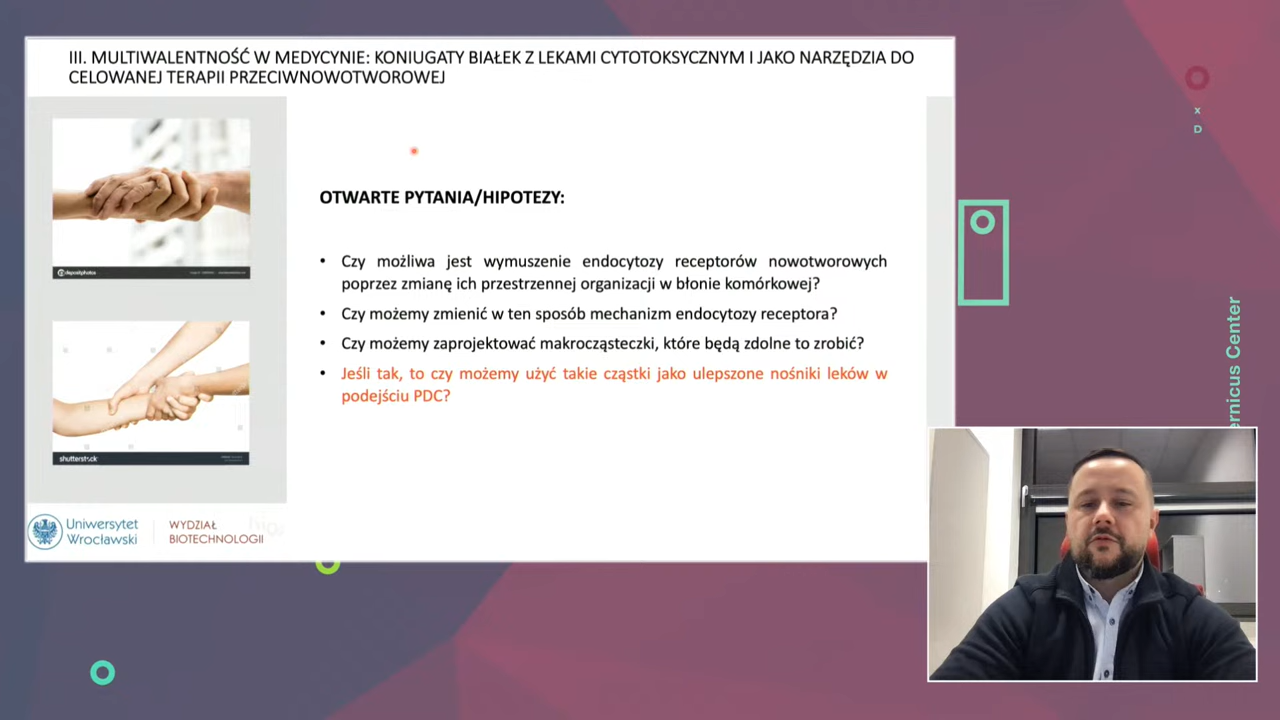 III. MULTIWALENTNOŚĆ W MEDYCYNIE: KONIUGATY BIAŁEK Z LEKAMI CYTOTOKSYCZNYM I JAKO NARZĘDZIA DO
CELOWANEJ TERAPII PRZECIWNOWOTWOROWEJ
OTWARTE PYTANIA/HIPOTEZY:
• Czy możliwa jest wymuszenie endocytozy receptorów nowotworowych
poprzez zmianę ich przestrzennej organizacji w błonie komórkowej?
• Czy możemy zmienić w ten sposób mechanizm endocytozy receptora?
• Czy możemy zaprojektować makrocząsteczki, które będą zdolne to zrobić?
• Jeśli tak, to czy możemy użyć takie cząstki jako ulepszone nośniki leków w
podejściu PDC?
depositphotos
shutterstock
Uniwersytet
Wrocławski
WYDZIAŁ
BIOTECHNOLOGII
x
D
ernicus Center